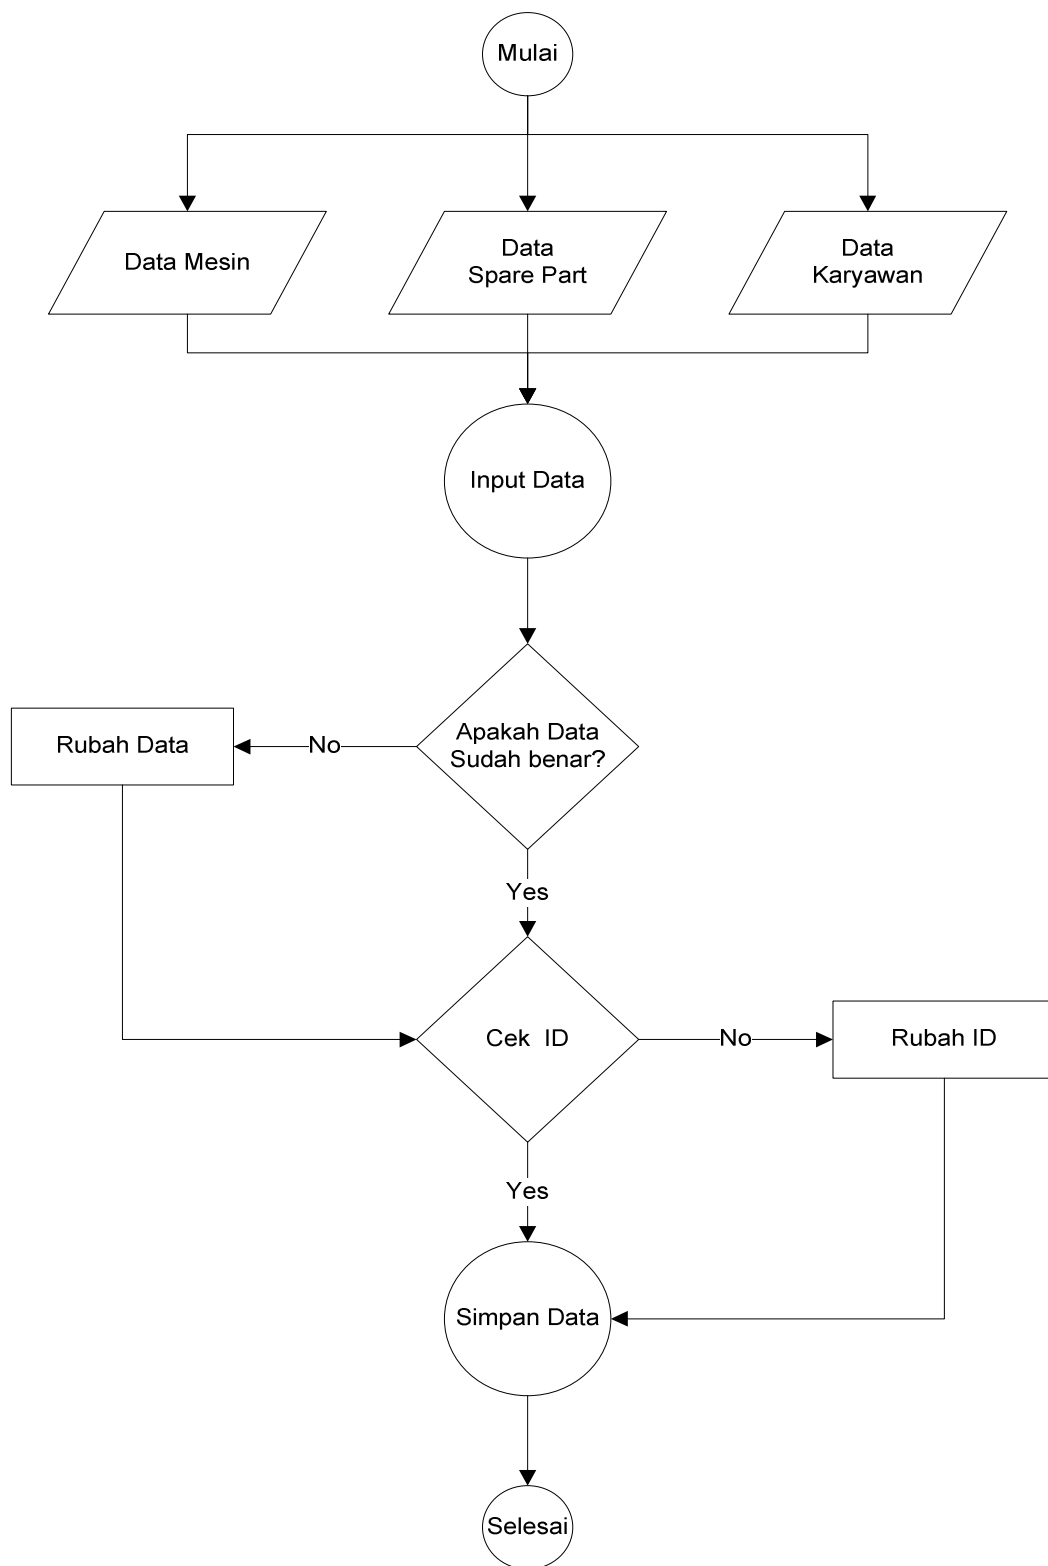 Mulai
Data Mesin
Data
Spare Part
Data
Karyawan
Input Data
Apakah Data
Sudah benar?
No
Rubah Data
Yes
Cek ID
No
Rubah ID
Yes
Simpan Data
Selesai